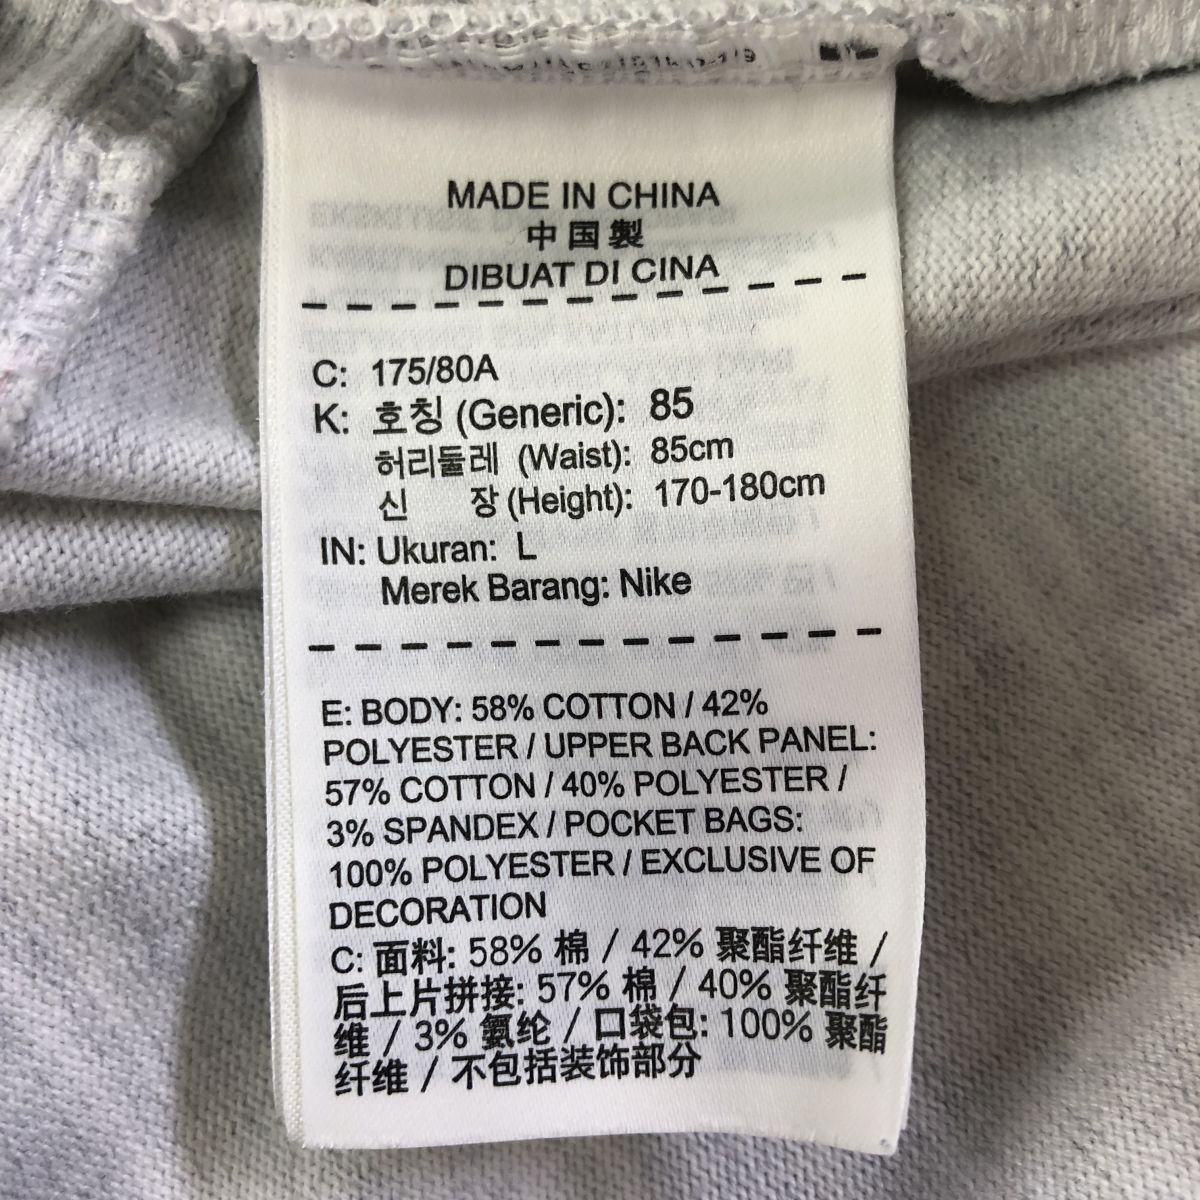 MADE IN CHINA
中国製
DIBUAT DI CINA
C: 175/80A
K: 호칭 (Generic): 85
허리둘레 (Waist): 85cm
신 장 (Height): 170-180cm
IN: Ukuran: L
Merek Barang: Nike
E: BODY: 58% COTTON / 42%
POLYESTER / UPPER BACK PANEL:
57% COTTON / 40% POLYESTER /
3% SPANDEX / POCKET BAGS:
100% POLYESTER / EXCLUSIVE OF
DECORATION
C: 面料: 58% 棉 / 42% 聚酯纤维 /
后上片拼接: 57% 棉 / 40% 聚酯纤
维 / 3% 氨纶 / 口袋包: 100% 聚酯
纤维 / 不包括装饰部分